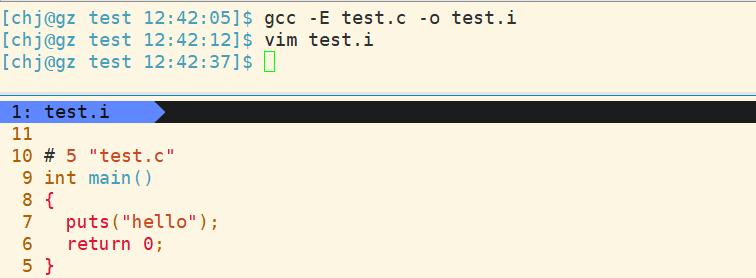 [chj@gz test 12:42:05]$ gcc -E test.c -o test.i
[chj@gz test 12:42:12]$ vim test.i
[chj@gz test 12:42:37]$
1: test.i
11
10 # 5 "test.c"
9 int main()
8 {
7   puts("hello");
6   return 0;
5 }